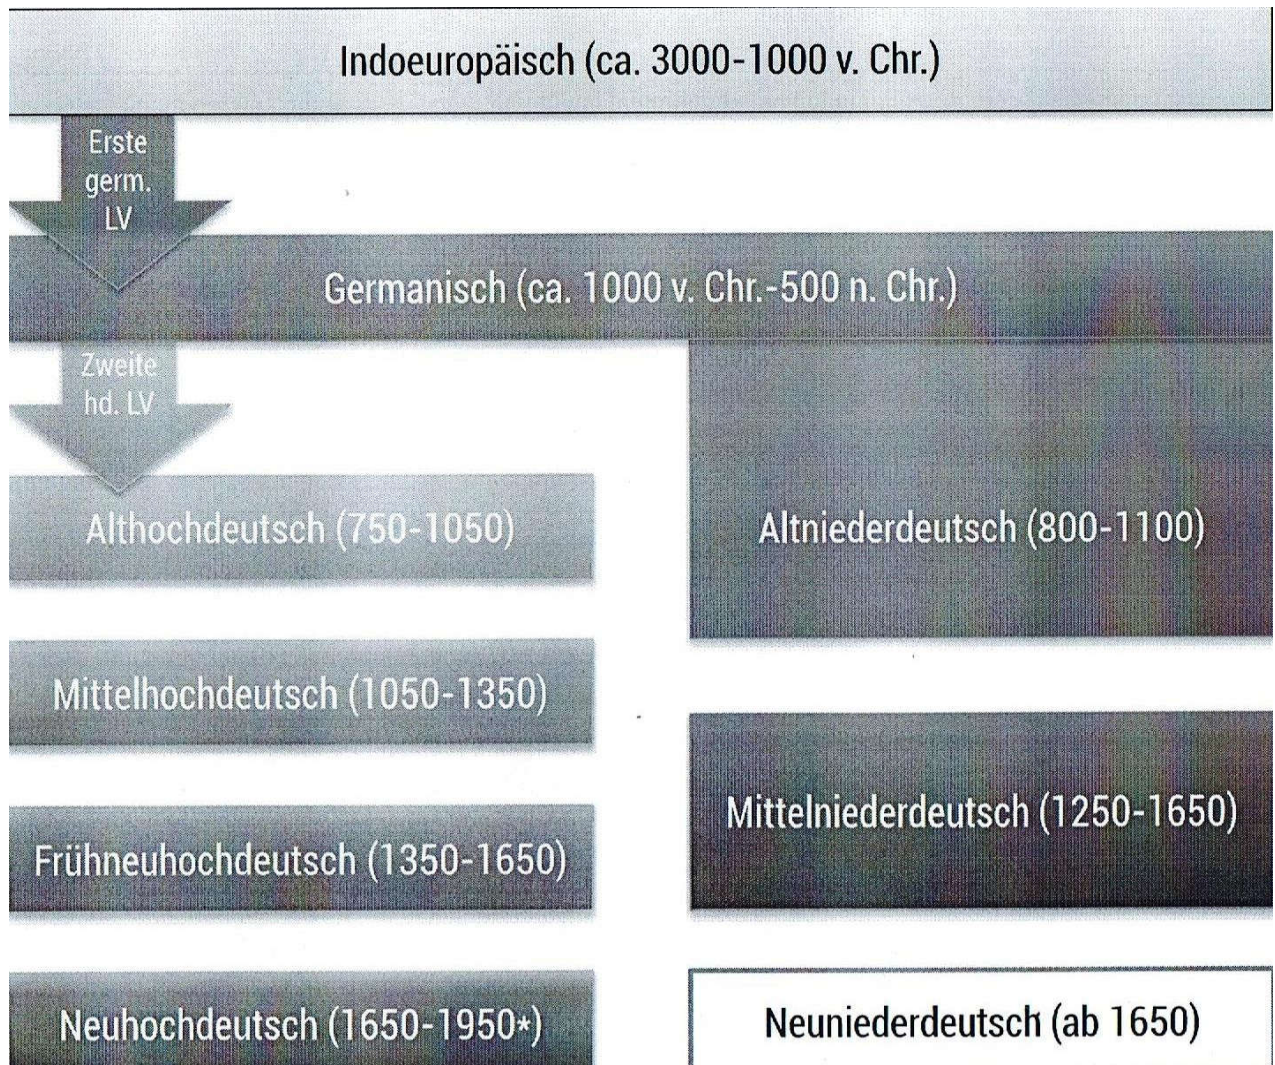 Indoeuropäisch (ca. 3000-1000 v. Chr.)
Erste
germ.
LV
Germanisch (ca. 1000 v. Chr.-500 n. Chr.)
Zweite
hd. LV
Althochdeutsch (750-1050)
Altniederdeutsch (800-1100)
Mittelhochdeutsch (1050-1350)
Mittelniederdeutsch (1250-1650)
Frühneuhochdeutsch (1350-1650)
Neuhochdeutsch (1650-1950*)
Neuniederdeutsch (ab 1650)